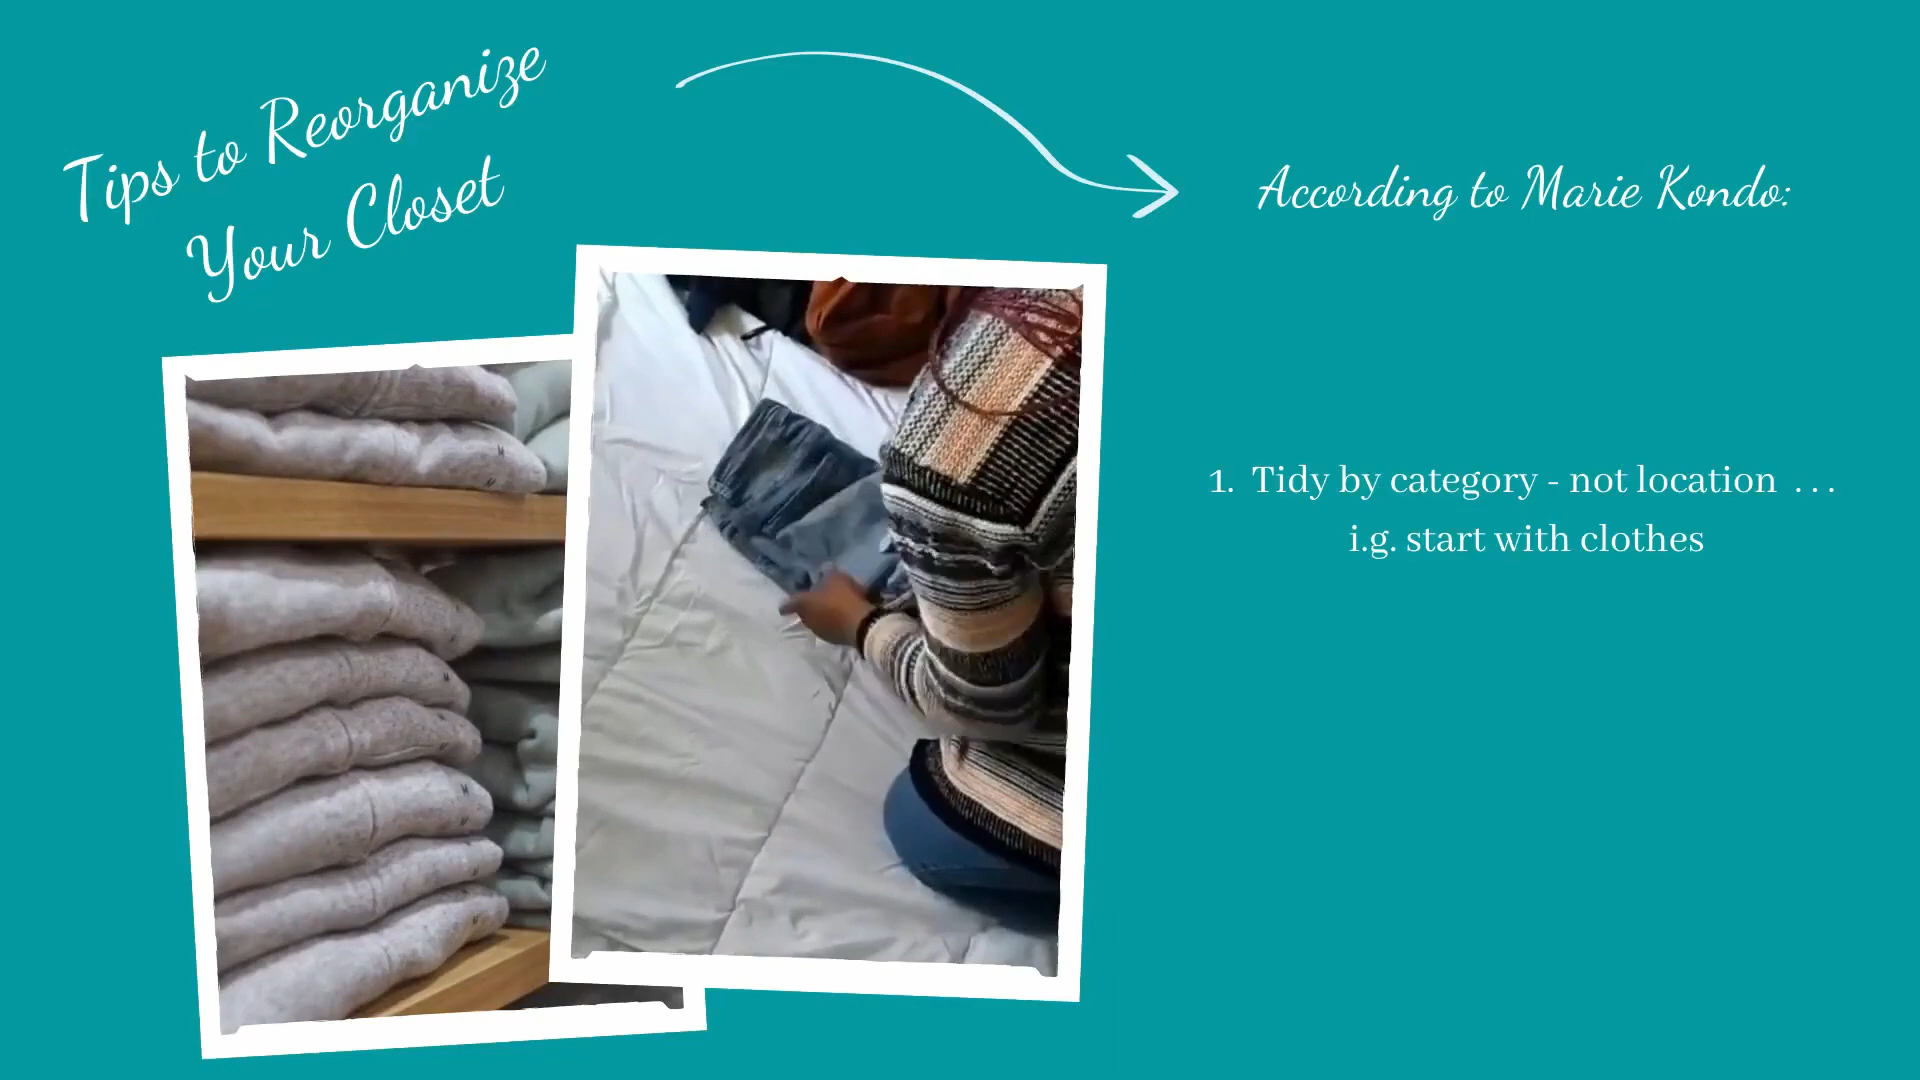 Tips to Reorganize
Your Closet
According to Marie Kondo:
1. Tidy by category - not location ...
i.g. start with clothes